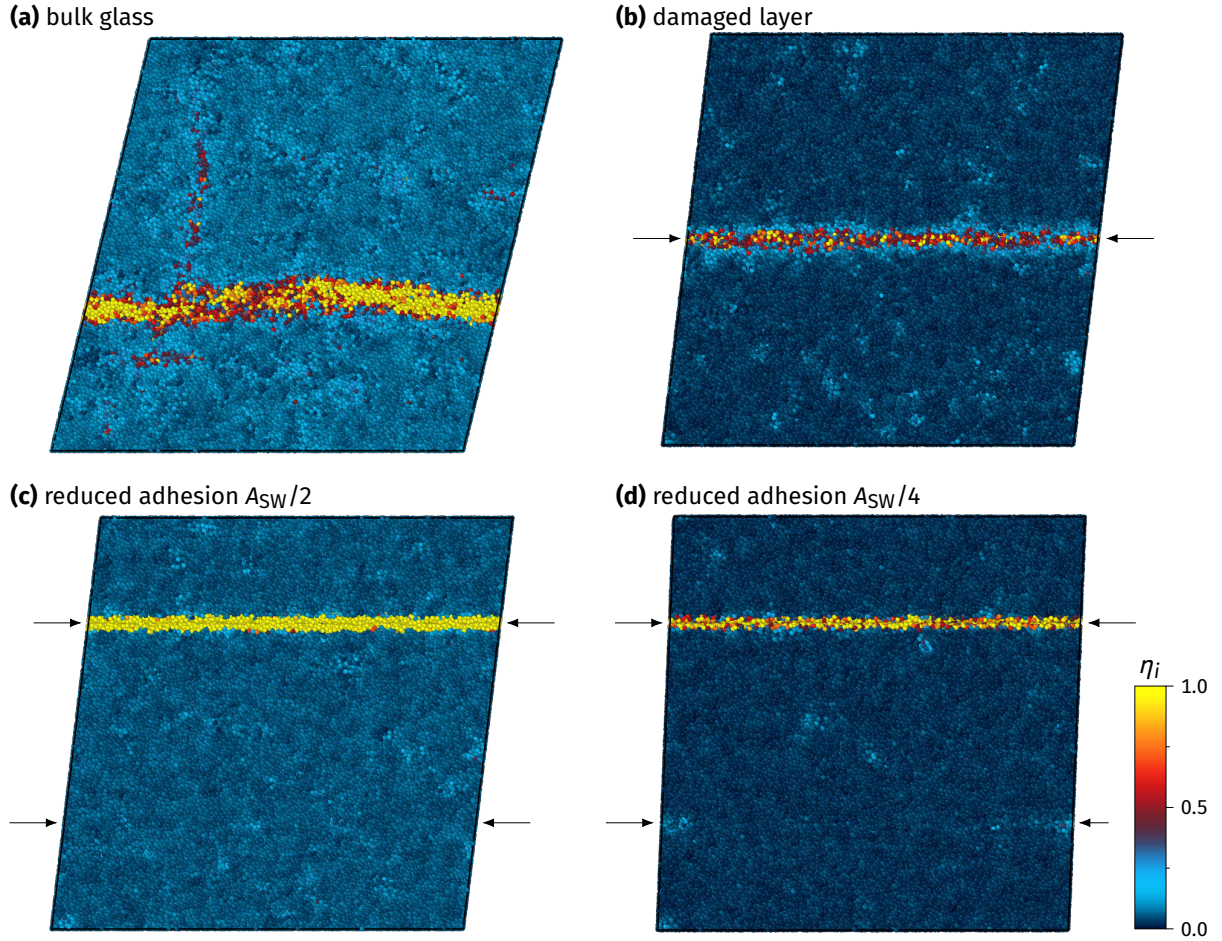 (a) bulk glass
(b) damaged layer
(c) reduced adhesion A_SW/2
(d) reduced adhesion A_SW/4
η_i
1.0
0.5
0.0